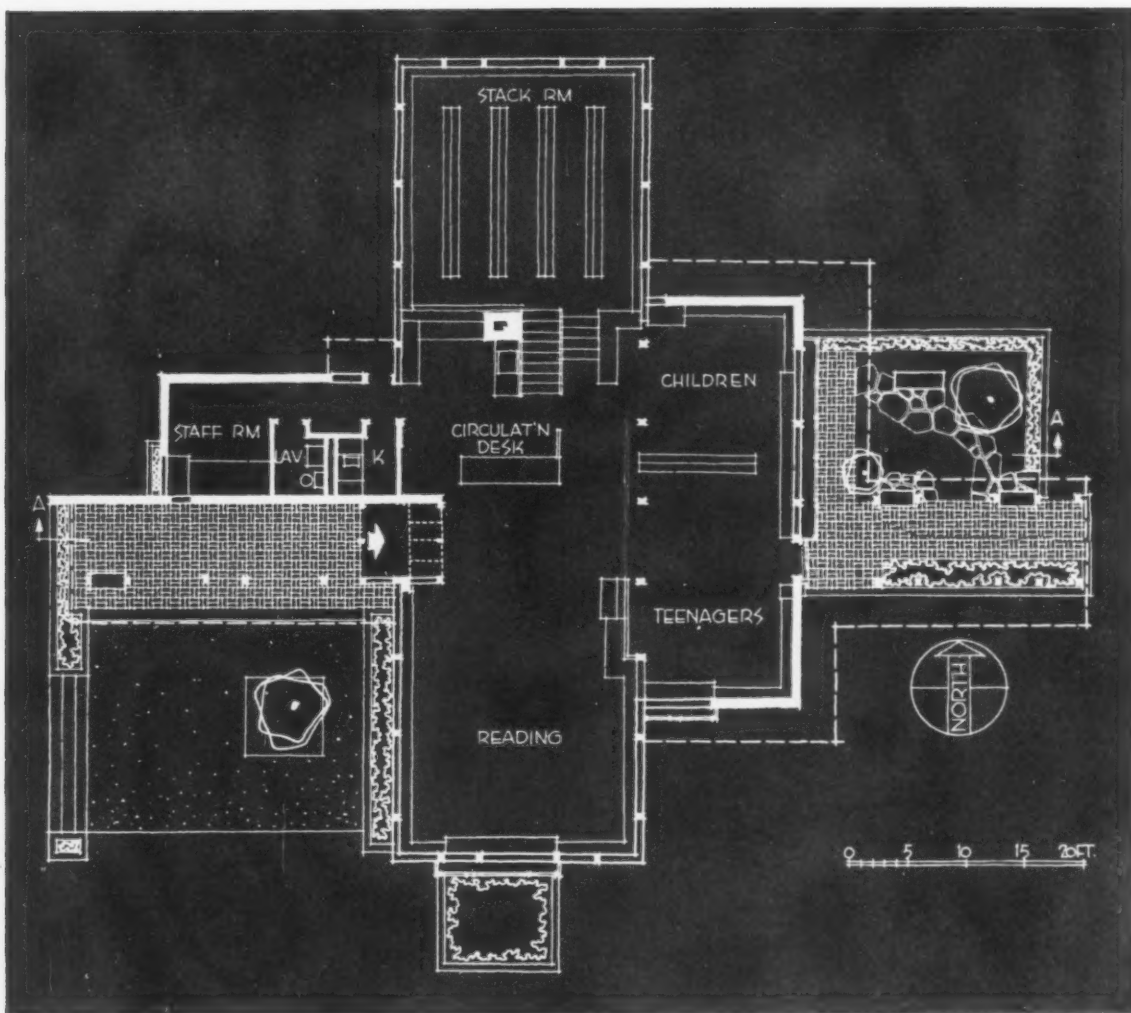 STACK RM
CHILDREN
STAFF RM
LAV
K
CIRCULAT'N
DESK
A
A
TEENAGERS
NORTH
READING
0 5 10 15 20FT.